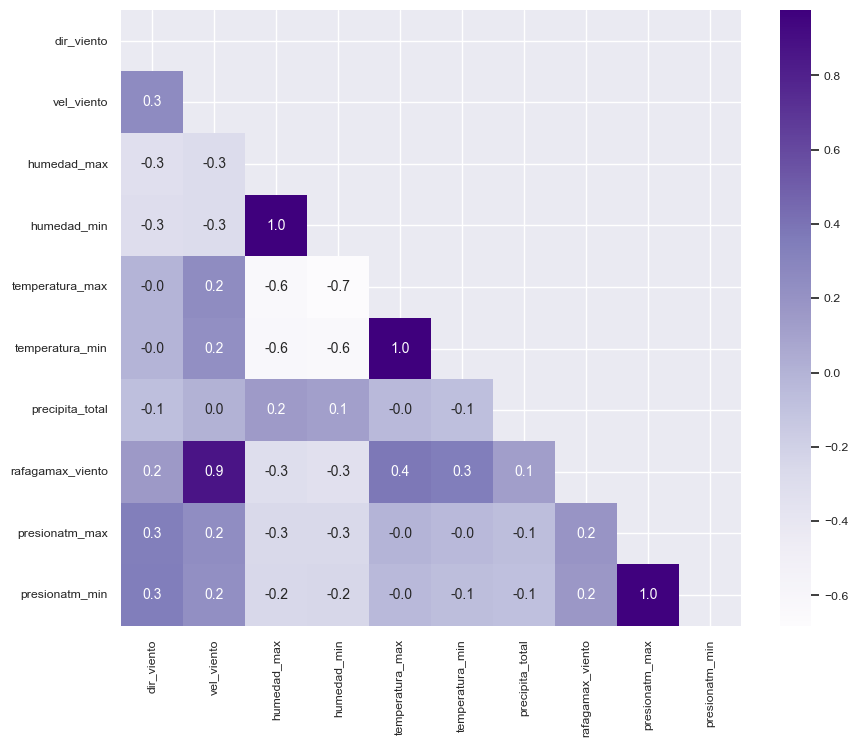 dir_viento
vel_viento 0.3
humedad_max -0.3 -0.3
humedad_min -0.3 -0.3 1.0
temperatura_max -0.0 0.2 -0.6 -0.7
temperatura_min -0.0 0.2 -0.6 -0.6 1.0
precipita_total -0.1 0.0 0.2 0.1 -0.0 -0.1
rafagamax_viento 0.2 0.9 -0.3 -0.3 0.4 0.3 0.1
presionatm_max 0.3 0.2 -0.3 -0.3 -0.0 -0.0 -0.1 0.2
presionatm_min 0.3 0.2 -0.2 -0.2 -0.0 -0.1 -0.1 0.2 1.0
dir_viento
vel_viento
humedad_max
humedad_min
temperatura_max
temperatura_min
precipita_total
rafagamax_viento
presionatm_max
presionatm_min
0.8
0.6
0.4
0.2
0.0
−0.2
−0.4
−0.6